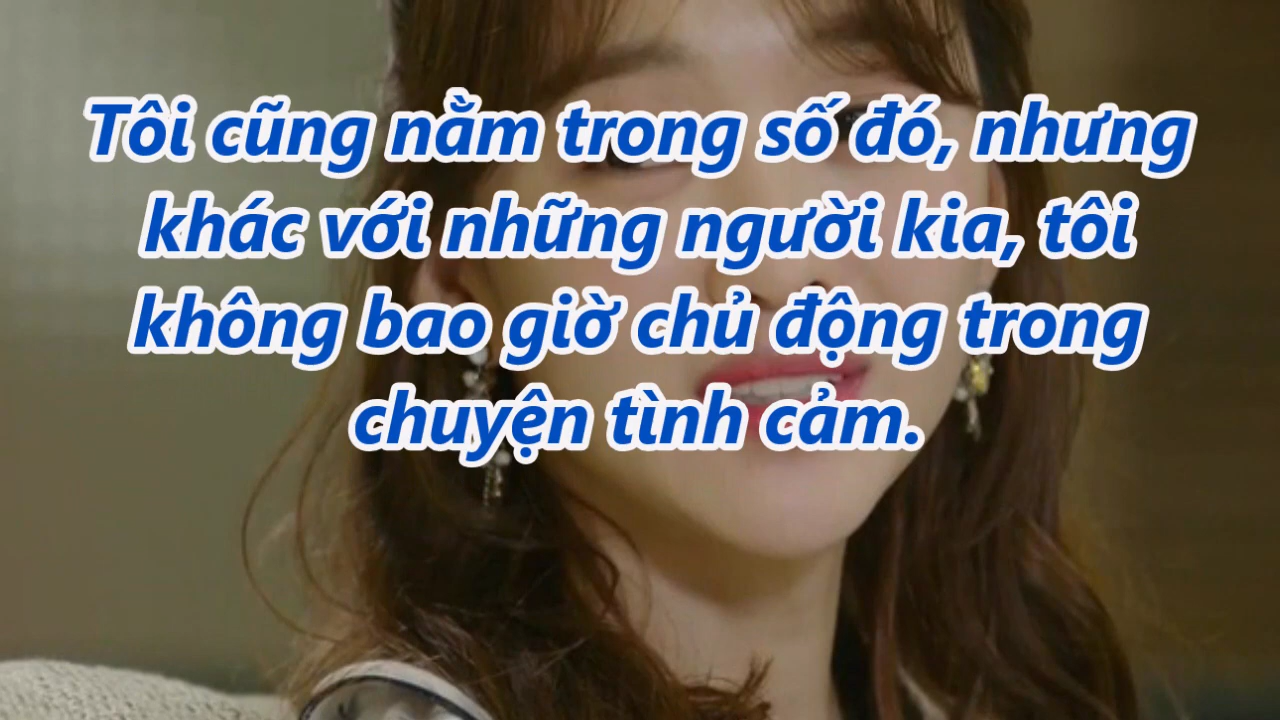 Tôi cũng nằm trong số đó, nhưng
khác với những người kia, tôi
không bao giờ chủ động trong
chuyện tình cảm.